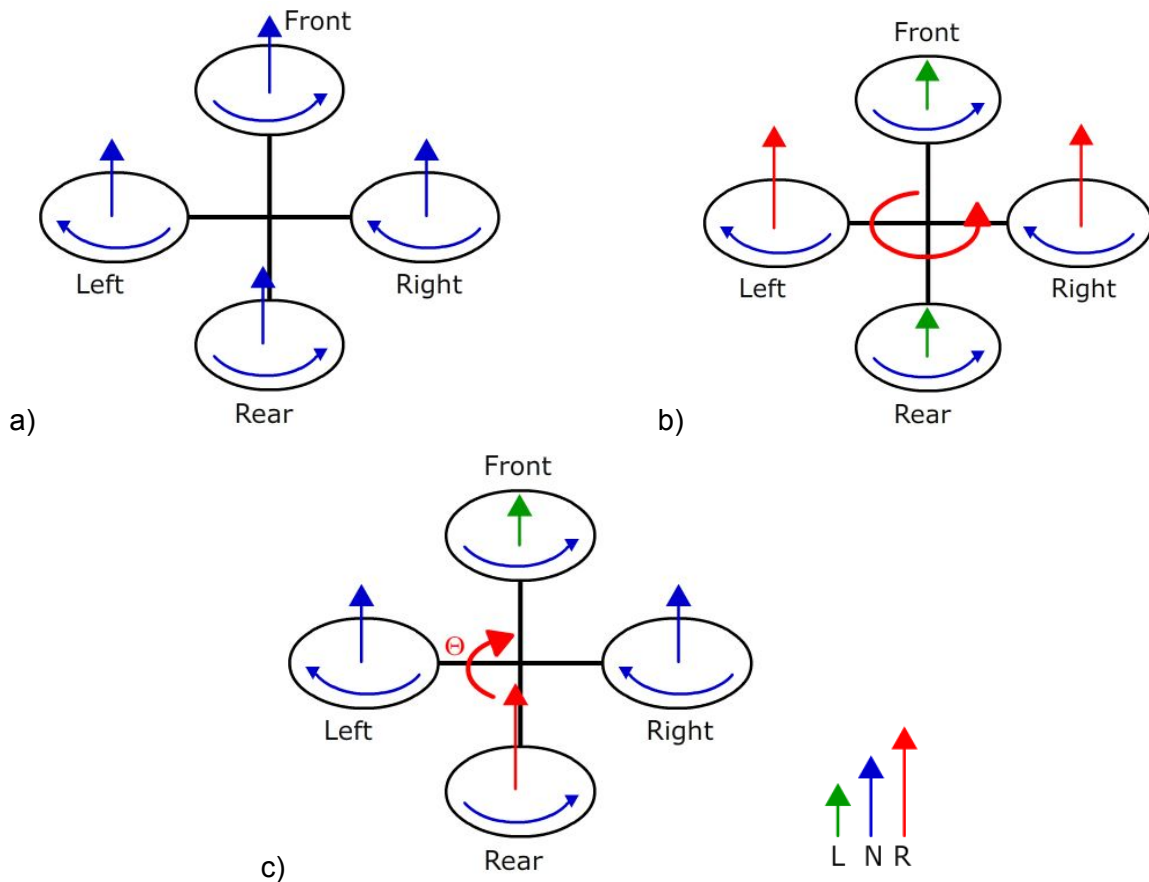 Front
Left
Right
Rear
a)
Front
Left
Right
Rear
b)
Front
Θ
Left
Right
Rear
c)
L N R